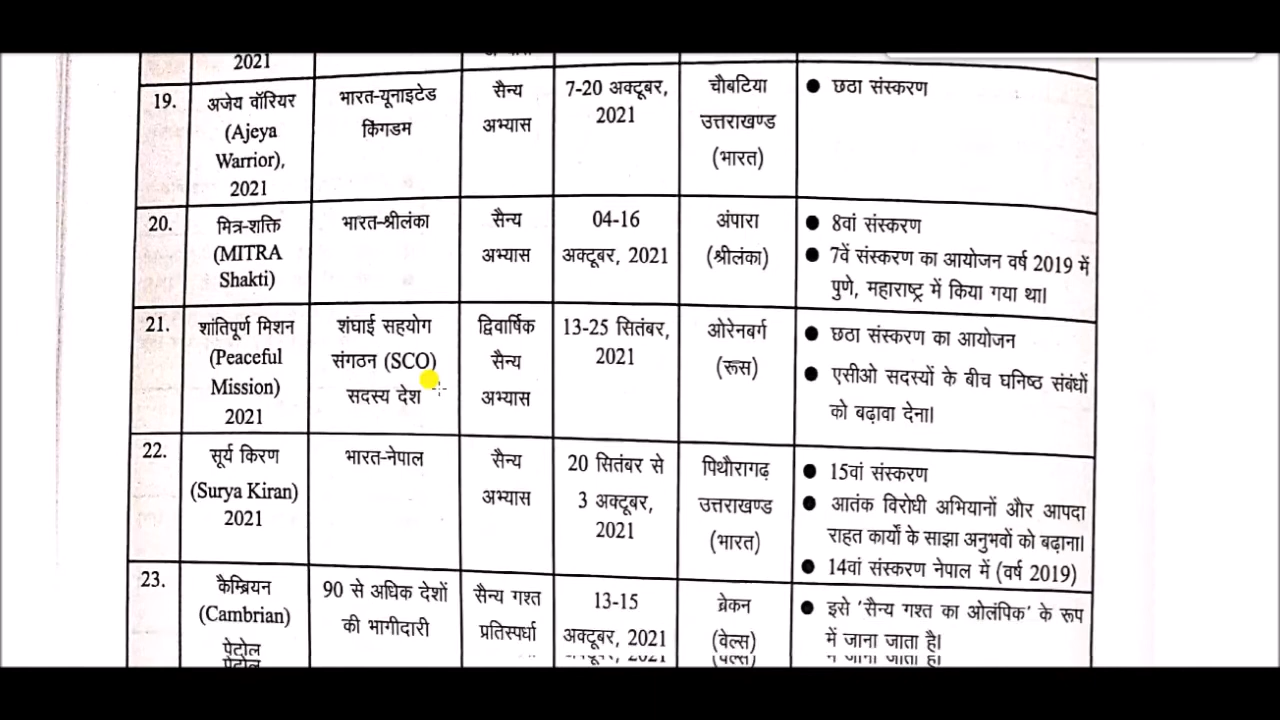 2021
19.
अजेय वॉरियर
(Ajeya
Warrior),
2021
भारत-यूनाइटेड
किंगडम
सैन्य
अभ्यास
7-20 अक्टूबर,
2021
चौबटिया
उत्तराखण्ड
(भारत)
● छठा संस्करण
20.
मित्र-शक्ति
(MITRA
Shakti)
भारत-श्रीलंका
सैन्य
अभ्यास
04-16
अक्टूबर, 2021
अंपारा
(श्रीलंका)
● 8वां संस्करण
● 7वें संस्करण का आयोजन वर्ष 2019 में
पुणे, महाराष्ट्र में किया गया था।
21.
शांतिपूर्ण मिशन
(Peaceful
Mission)
2021
शंघाई सहयोग
संगठन (SCO)
सदस्य देश
द्विवार्षिक
सैन्य
अभ्यास
13-25 सितंबर,
2021
ओरेनबर्ग
(रूस)
● छठा संस्करण का आयोजन
● एसीओ सदस्यों के बीच घनिष्ठ संबंधों
को बढ़ावा देना।
22.
सूर्य किरण
(Surya Kiran)
2021
भारत-नेपाल
सैन्य
अभ्यास
20 सितंबर से
3 अक्टूबर,
2021
पिथौरागढ़
उत्तराखण्ड
(भारत)
● 15वां संस्करण
● आतंक विरोधी अभियानों और आपदा
राहत कार्यों के साझा अनुभवों को बढ़ाना।
● 14वां संस्करण नेपाल में (वर्ष 2019)
23.
कैम्ब्रियन
(Cambrian)
पेट्रोल
90 से अधिक देशों
की भागीदारी
सैन्य गश्त
प्रतिस्पर्धा
13-15
अक्टूबर, 2021
ब्रेकन
(वेल्स)
● इसे 'सैन्य गश्त का ओलंपिक' के रूप
में जाना जाता है।